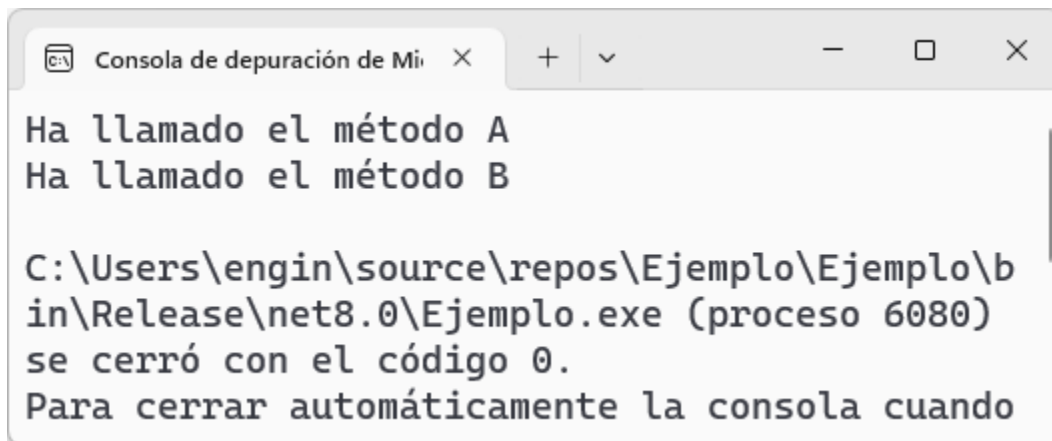 Consola de depuración de Mi
Ha llamado el método A
Ha llamado el método B
C:\Users\engin\source\repos\Ejemplo\Ejemplo\b
in\Release\net8.0\Ejemplo.exe (proceso 6080)
se cerró con el código 0.
Para cerrar automáticamente la consola cuando